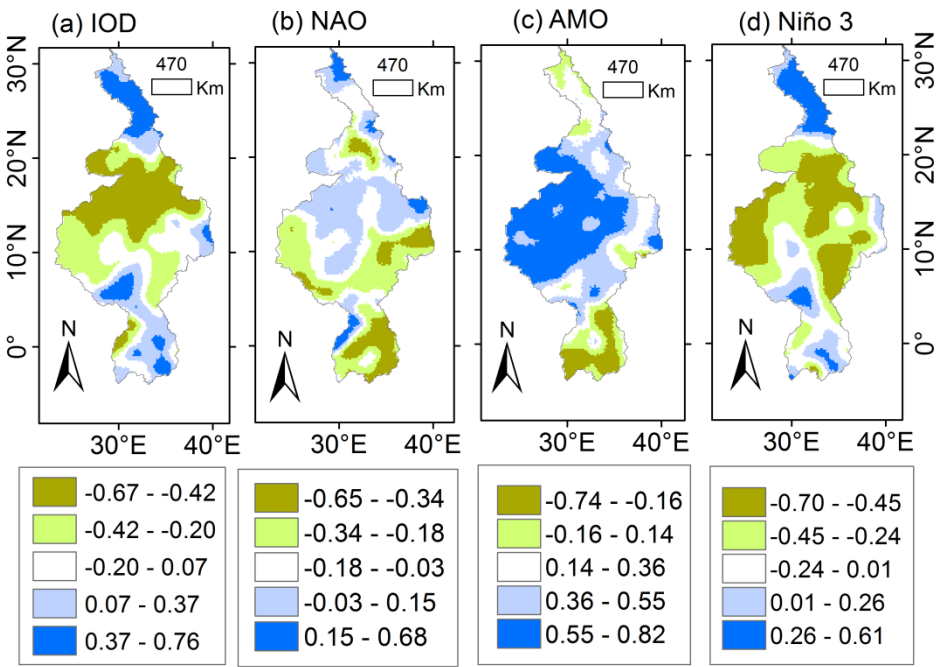 (a) IOD
(b) NAO
(c) AMO
(d) Niño 3
30°N
20°N
10°N
0°
470
Km
N
470
Km
N
470
Km
N
470
Km
N
30°N
20°N
10°N
0°
30°E 40°E
30°E 40°E
30°E 40°E
30°E 40°E
-0.67 - -0.42
-0.42 - -0.20
-0.20 - 0.07
0.07 - 0.37
0.37 - 0.76
-0.65 - -0.34
-0.34 - -0.18
-0.18 - -0.03
-0.03 - 0.15
0.15 - 0.68
-0.74 - -0.16
-0.16 - 0.14
0.14 - 0.36
0.36 - 0.55
0.55 - 0.82
-0.70 - -0.45
-0.45 - -0.24
-0.24 - 0.01
0.01 - 0.26
0.26 - 0.61